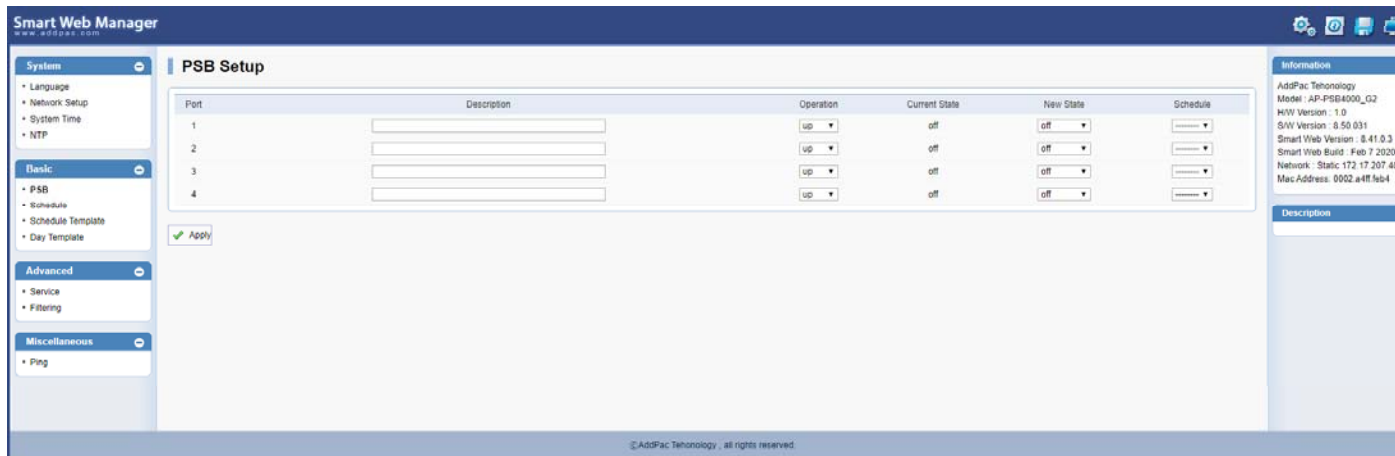 Smart Web Manager
www.addpac.com
System
Language
Network Setup
System Time
NTP
Basic
PSB
Schedule
Schedule Template
Day Template
Advanced
Service
Filtering
Miscellaneous
Ping
PSB Setup
Port Description Operation Current State New State Schedule
1 up off off --------
2 up off off --------
3 up off off --------
4 up off off --------
Apply
Information
AddPac Tehonology
Model : AP-PSB4000_G2
H/W Version : 1.0
S/W Version : 8.50.031
Smart Web Version : 8.41.0.3
Smart Web Build : Feb 7 2020
Network : Static 172.17.207.4
Mac Address: 0002.a4ff.feb4
Description
©AddPac Tehonology , all rights reserved.